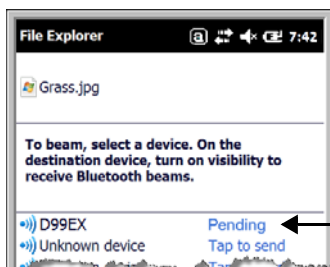 File Explorer 7:42
Grass.jpg
To beam, select a device. On the
destination device, turn on visibility to
receive Bluetooth beams.
D99EX Pending
Unknown device Tap to send